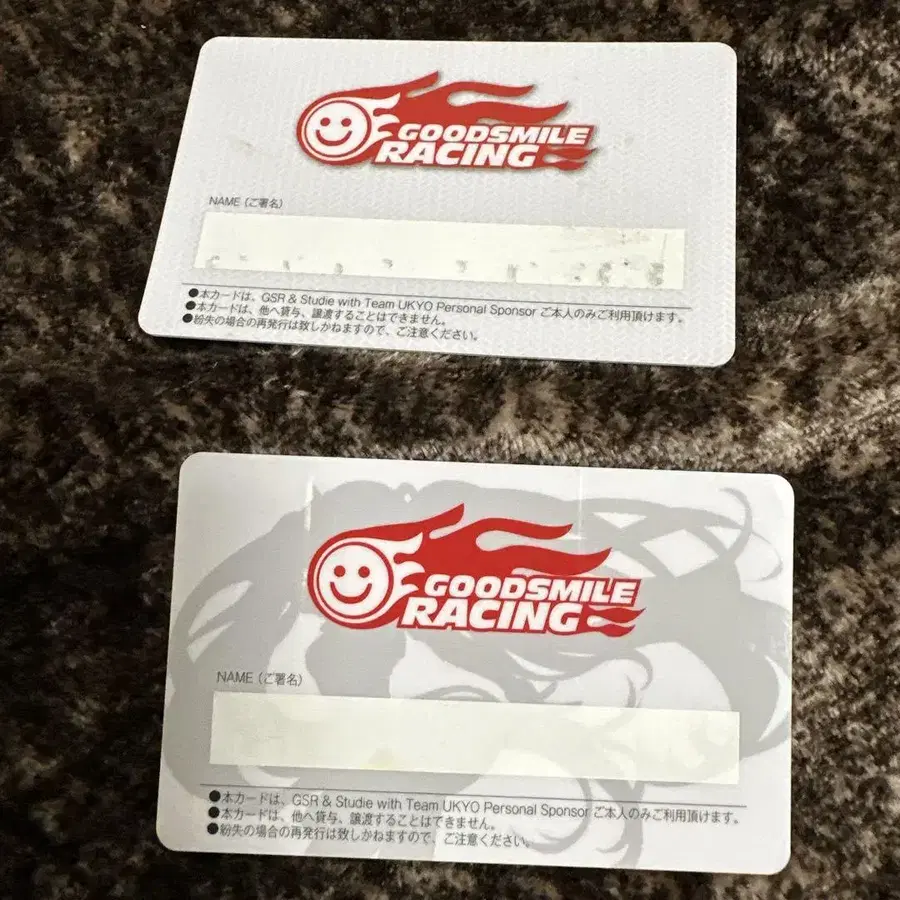 GOODSMILE
RACING
NAME (ご署名)
●本カードは、GSR & Studie with Team UKYO Personal Sponsor ご本人のみご利用頂けます。
●本カードは、他へ貸与、譲渡することはできません。
●紛失の場合の再発行は致しかねますので、ご注意ください。
GOODSMILE
RACING
NAME (ご署名)
●本カードは、GSR & Studie with Team UKYO Personal Sponsor ご本人のみご利用頂けます。
●本カードは、他へ貸与、譲渡することはできません。
●紛失の場合の再発行は致しかねますので、ご注意ください。